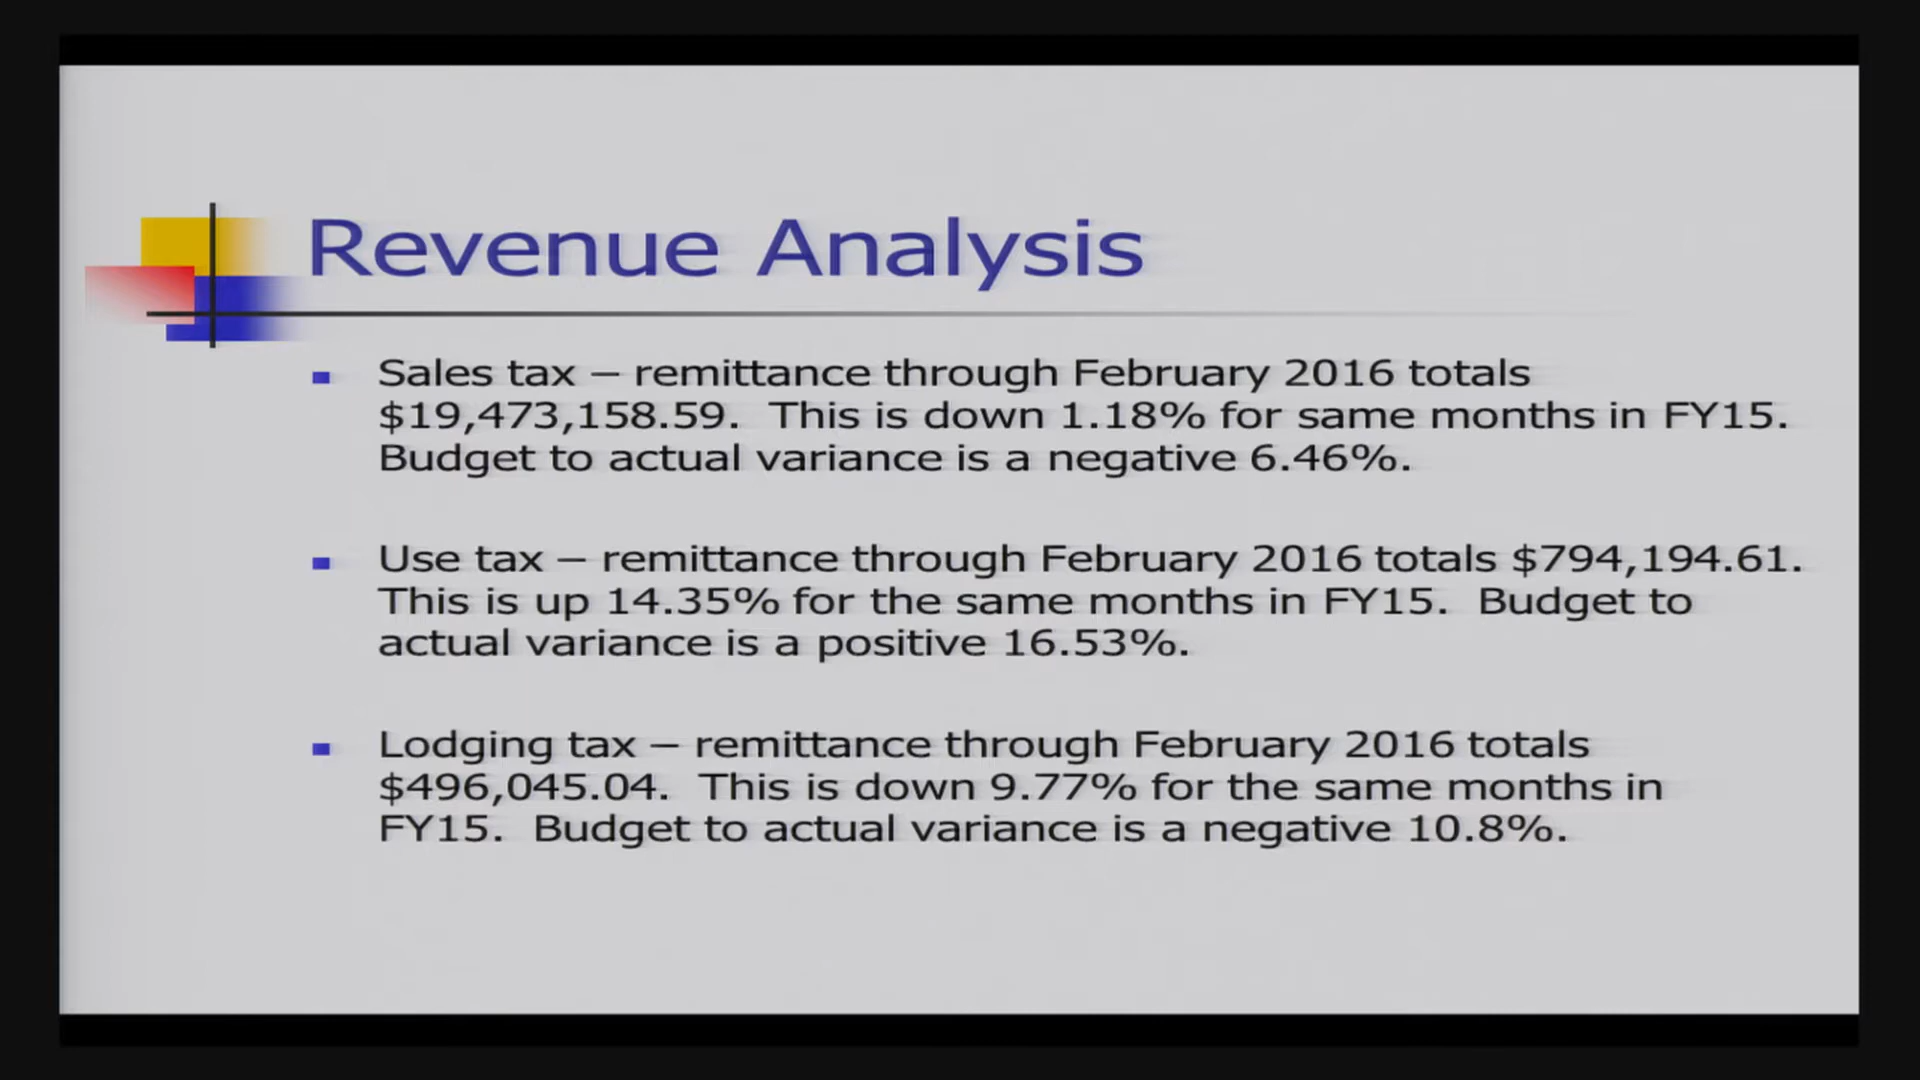 Revenue Analysis
Sales tax – remittance through February 2016 totals
$19,473,158.59.  This is down 1.18% for same months in FY15.
Budget to actual variance is a negative 6.46%.
Use tax – remittance through February 2016 totals $794,194.61.
This is up 14.35% for the same months in FY15.  Budget to
actual variance is a positive 16.53%.
Lodging tax – remittance through February 2016 totals
$496,045.04.  This is down 9.77% for the same months in
FY15.  Budget to actual variance is a negative 10.8%.